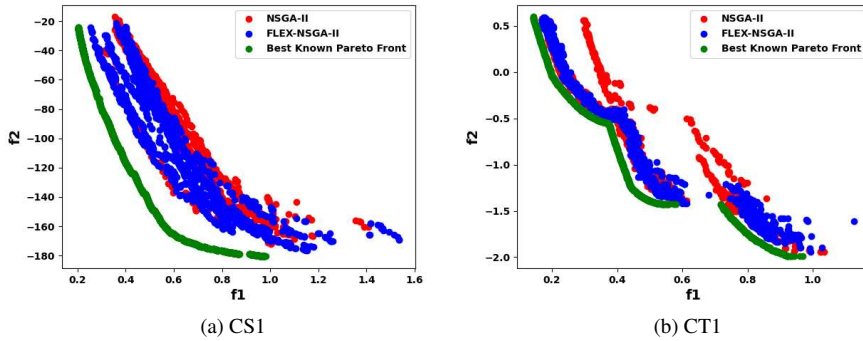 NSGA-II
FLEX-NSGA-II
Best Known Pareto Front
−20
−40
−60
−80
−100
−120
−140
−160
−180
f2
0.2
0.4
0.6
0.8
1.0
1.2
1.4
1.6
f1
(a) CS1
NSGA-II
FLEX-NSGA-II
Best Known Pareto Front
0.5
0.0
−0.5
−1.0
−1.5
−2.0
f2
0.2
0.4
0.6
0.8
1.0
f1
(b) CT1